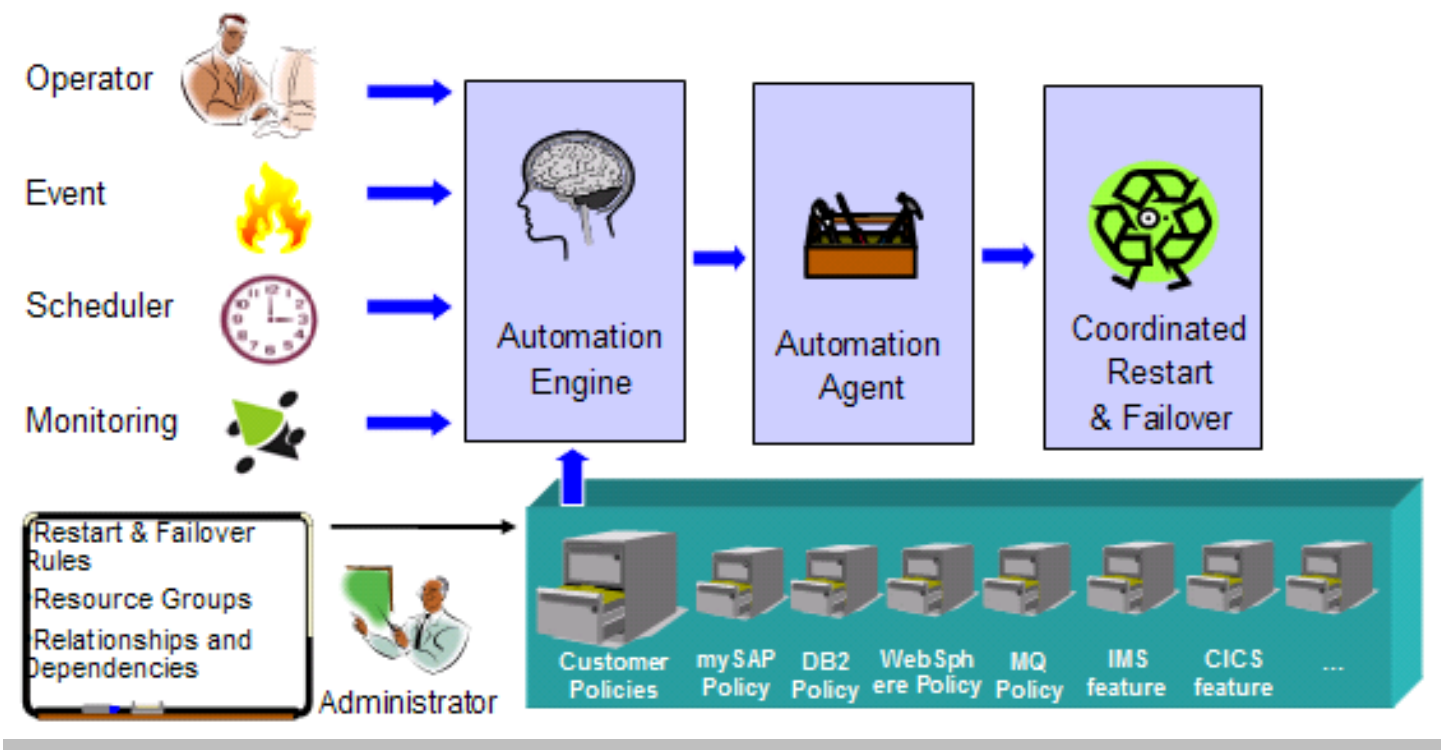 Operator
Event
Scheduler
Monitoring
Automation
Engine
Automation
Agent
Coordinated
Restart
& Failover
Restart & Failover
Rules
Resource Groups
Relationships and
Dependencies
Administrator
Customer
Policies
mySAP
Policy
DB2
Policy
WebSph
ere Policy
MQ
Policy
IMS
feature
CICS
feature
...